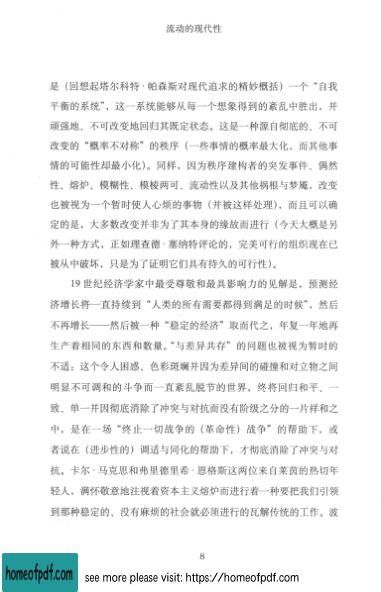 流动的现代性
是（回想起塔尔科特·帕森斯对现代追求的精妙概括）一个“自我
平衡的系统”，这一系统能够从每一个想象得到的紊乱中胜出，并
顽强地、不可改变地回归其既定状态。这是一种源自彻底的、不可
改变的“概率不对称”的秩序（一些事情的概率最大化，而其他事
情的可能性却最小化）。同样，因为秩序建构者的突发事件、偶然
性、熔炉、模糊性、模棱两可、流动性以及其他祸根与梦魇，改变
也被视为一个暂时使人心烦的事物（并被这样处理），而且可以确
定的是，大多数改变并非为了其本身的缘故而进行（今天大概是另
外一种方式，正如理查德·塞纳特评论的，完美可行的组织现在已
被从中破坏，只是为了证明它们具有持久的可行性）。
19世纪经济学家中最受尊敬和最具影响力的见解是，预测经
济增长将一直持续到“人类的所有需要都得到满足的时候”，然后
不再增长——然后被一种“稳定的经济”取而代之，年复一年地再
生产着相同的东西和数量。“与差异共存”的问题也被视为暂时的
不适：这个令人困惑、色彩斑斓并因为差异间的碰撞和对立物之间
明显不可调和的斗争而一直紊乱脱节的世界，终将回归和平、一
致、单一并因彻底消除了冲突与对抗而没有阶级之分的一片祥和之
中，是在一场“终止一切战争的（革命性）战争”的帮助下，或
者说在（进步性的）调适与同化的帮助下，才彻底消除了冲突与对
抗。卡尔·马克思和弗里德里希·恩格斯这两位来自莱茵的热切年
轻人，满怀敬意地注视着资本主义熔炉而进行着一种要把我们引领
到那种稳定的、没有麻烦的社会就必须进行的瓦解传统的工作。波
8
homeofpdf.com
see more please visit: https://homeofpdf.com